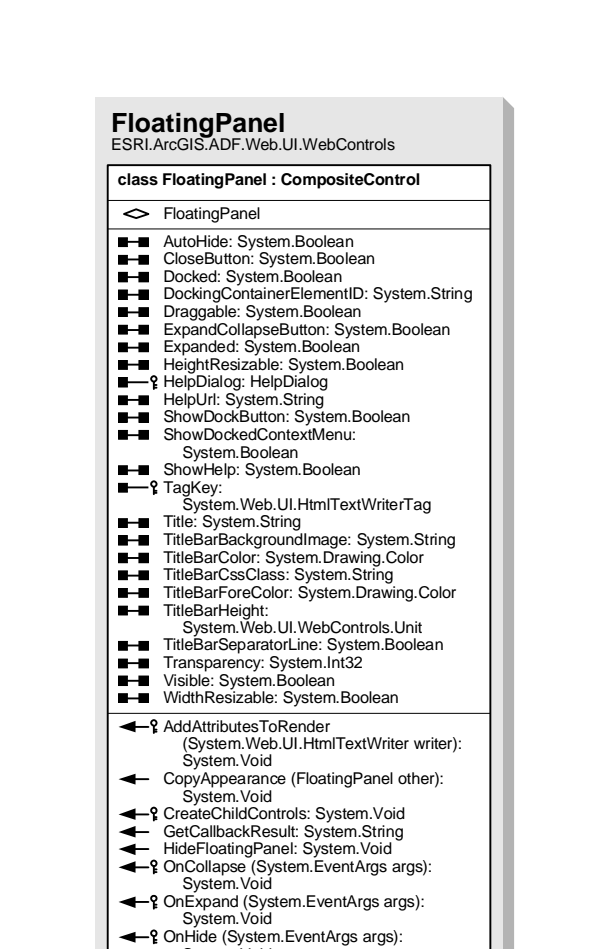 FloatingPanel
ESRI.ArcGIS.ADF.Web.UI.WebControls
class FloatingPanel : CompositeControl
FloatingPanel
AutoHide: System.Boolean
CloseButton: System.Boolean
Docked: System.Boolean
DockingContainerElementID: System.String
Draggable: System.Boolean
ExpandCollapseButton: System.Boolean
Expanded: System.Boolean
HeightResizable: System.Boolean
HelpDialog: HelpDialog
HelpUrl: System.String
ShowDockButton: System.Boolean
ShowDockedContextMenu:
System.Boolean
ShowHelp: System.Boolean
TagKey:
System.Web.UI.HtmlTextWriterTag
Title: System.String
TitleBarBackgroundImage: System.String
TitleBarColor: System.Drawing.Color
TitleBarCssClass: System.String
TitleBarForeColor: System.Drawing.Color
TitleBarHeight:
System.Web.UI.WebControls.Unit
TitleBarSeparatorLine: System.Boolean
Transparency: System.Int32
Visible: System.Boolean
WidthResizable: System.Boolean
AddAttributesToRender
(System.Web.UI.HtmlTextWriter writer):
System.Void
CopyAppearance (FloatingPanel other):
System.Void
CreateChildControls: System.Void
GetCallbackResult: System.String
HideFloatingPanel: System.Void
OnCollapse (System.EventArgs args):
System.Void
OnExpand (System.EventArgs args):
System.Void
OnHide (System.EventArgs args):